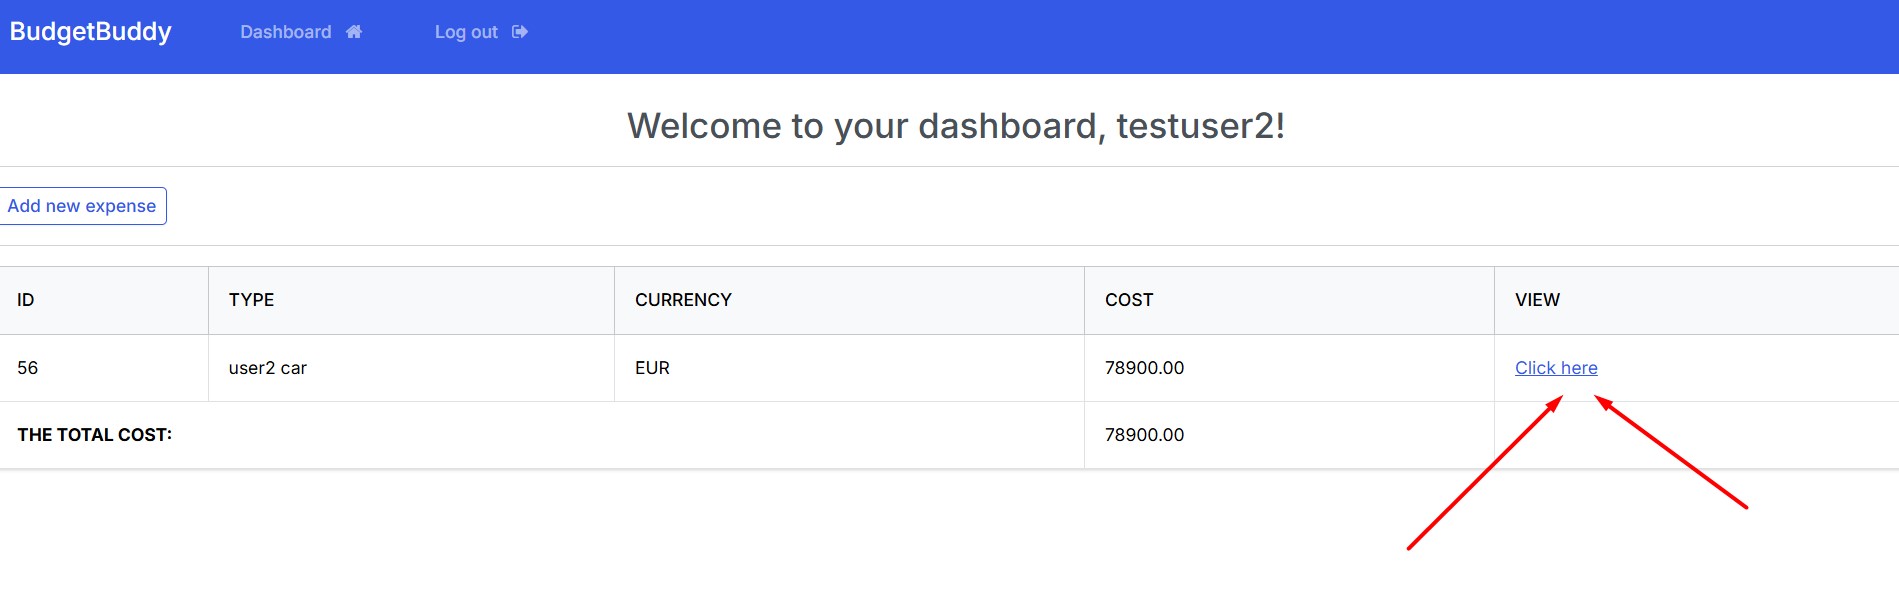 BudgetBuddy Dashboard Log out
Welcome to your dashboard, testuser2!
Add new expense
ID TYPE CURRENCY COST VIEW
56 user2 car EUR 78900.00 Click here
THE TOTAL COST: 78900.00